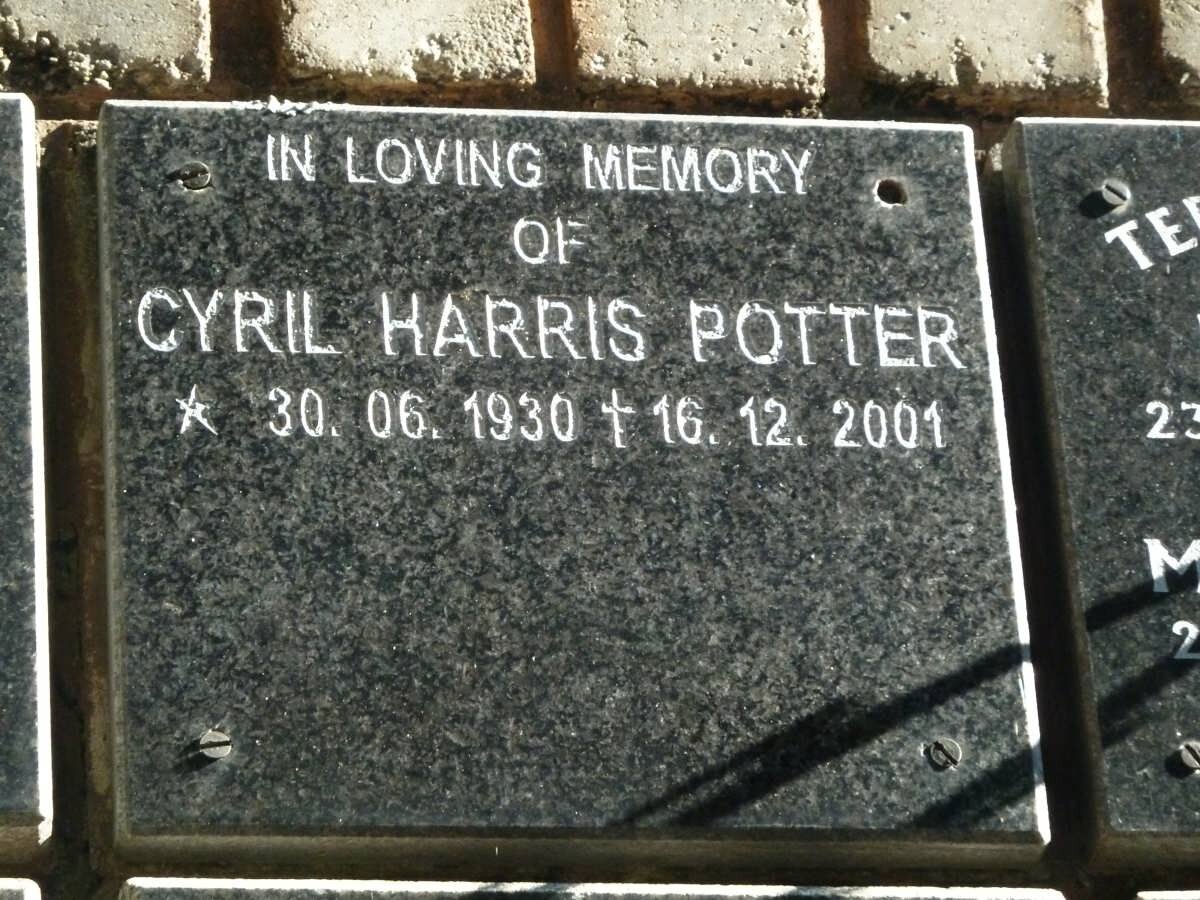 IN LOVING MEMORY
OF
CYRIL HARRIS POTTER
☆ 30. 06. 1930 † 16. 12. 2001